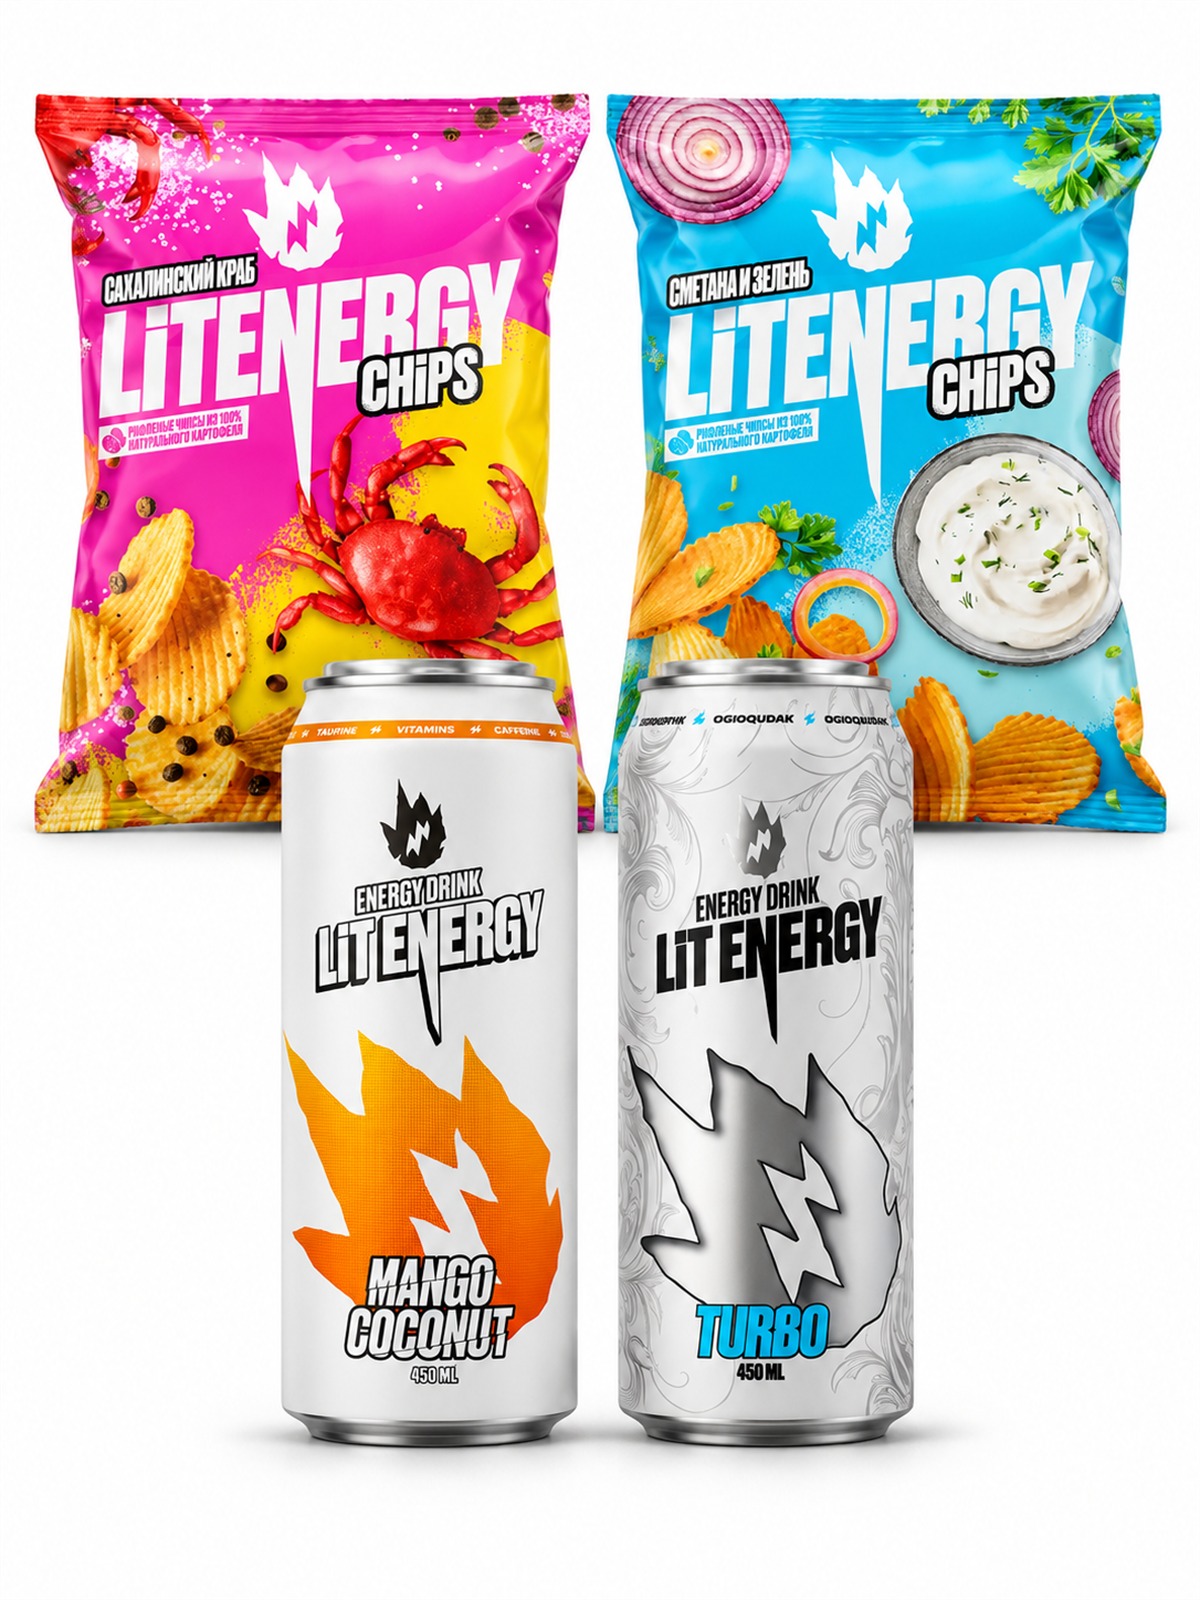 САХАЛИНСКИЙ КРАБ
LiTENERGY
CHiPS
РИФЛЕНЫЕ ЧИПСЫ ИЗ 100%
НАТУРАЛЬНОГО КАРТОФЕЛЯ
СМЕТАНА И ЗЕЛЕНЬ
LiTENERGY
CHiPS
РИФЛЕНЫЕ ЧИПСЫ ИЗ 100%
НАТУРАЛЬНОГО КАРТОФЕЛЯ
TAURINE VITAMINS CAFFEINE
ENERGY DRINK
LiT ENERGY
MANGO
COCONUT
450 ML
OGIOQUDAK OGIOQUDAK
ENERGY DRINK
LiT ENERGY
TURBO
450 ML